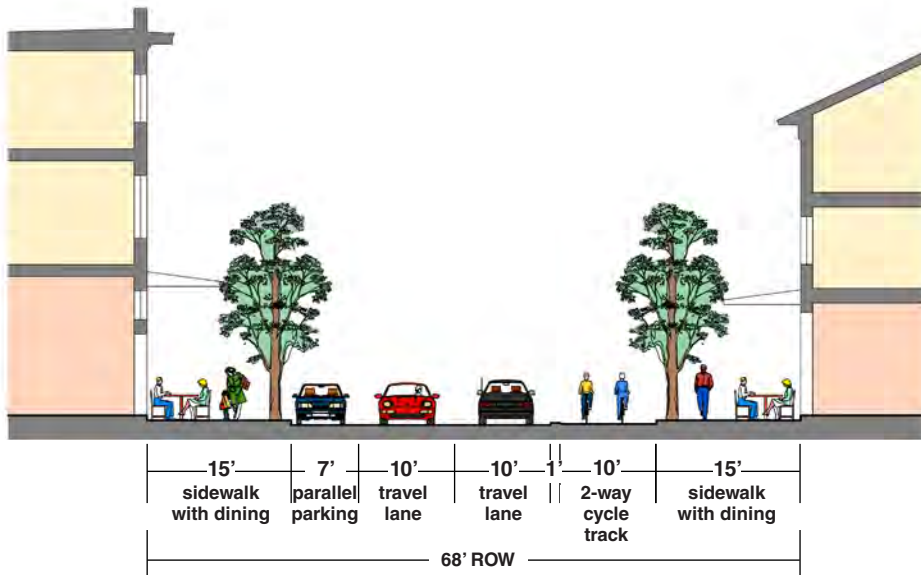 15’ 7’ 10’ 10’ 1’ 10’ 15’
sidewalk parallel travel travel 2-way sidewalk
with dining parking lane lane cycle with dining
track
68’ ROW